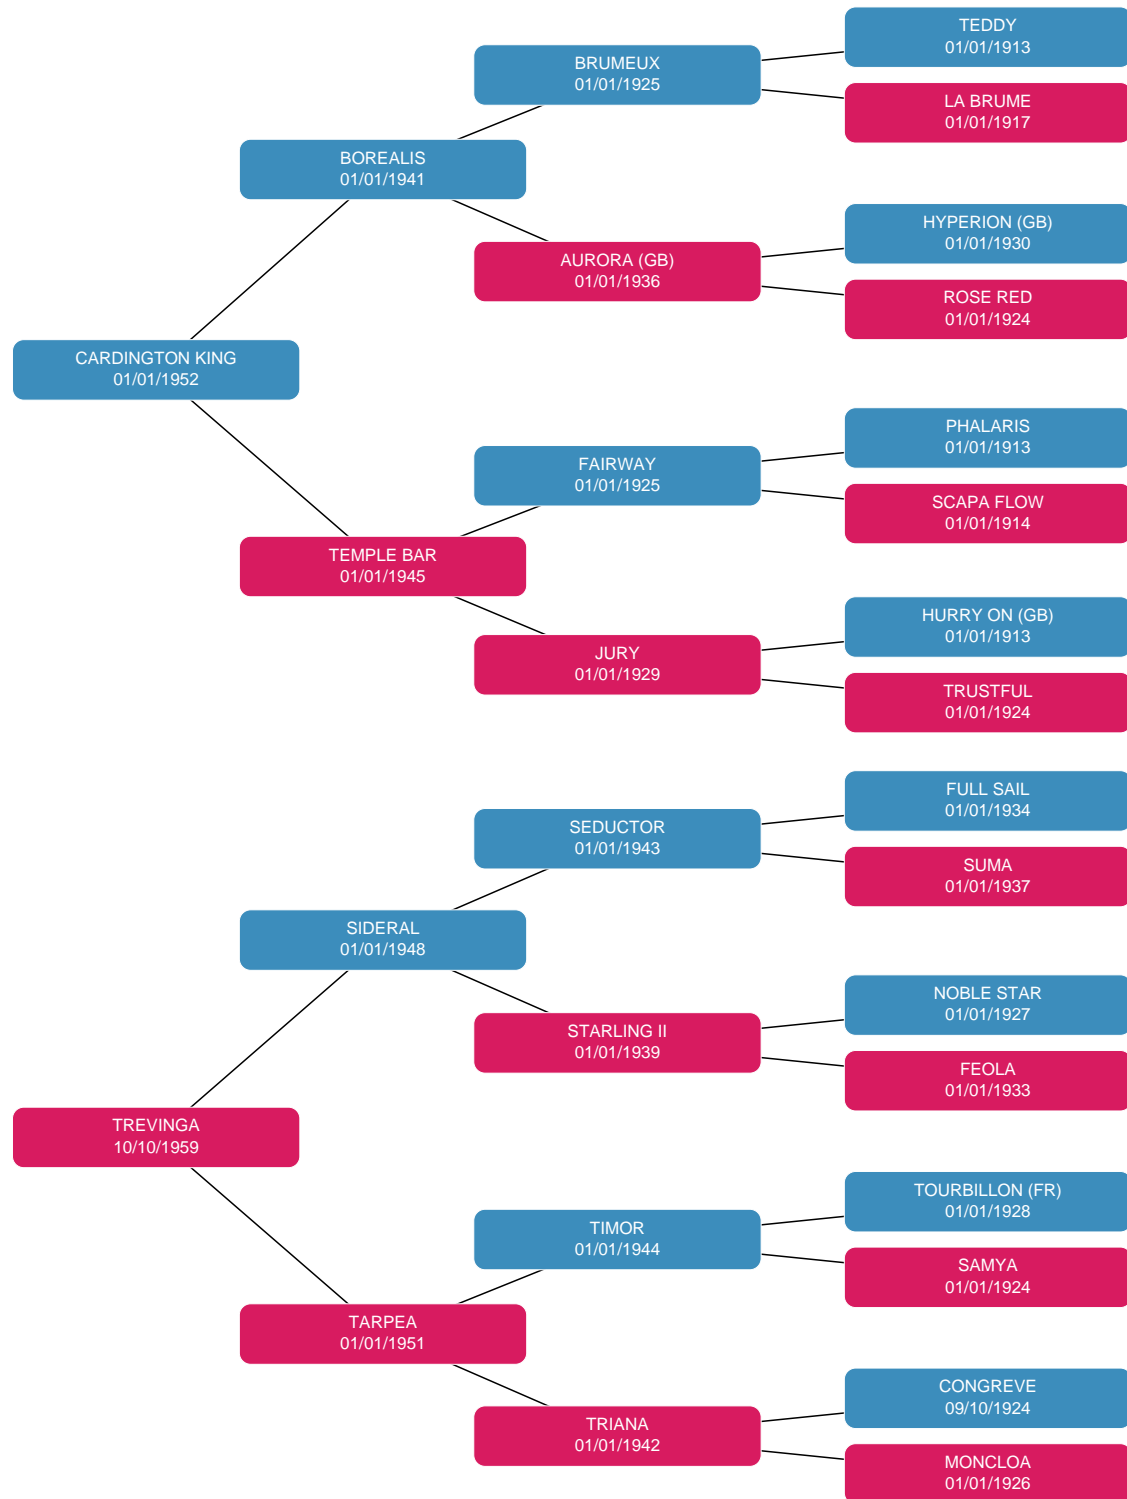 TEDDY
01/01/1913
BRUMEUX
01/01/1925
LA BRUME
01/01/1917
BOREALIS
01/01/1941
HYPERION (GB)
01/01/1930
AURORA (GB)
01/01/1936
ROSE RED
01/01/1924
CARDINGTON KING
01/01/1952
PHALARIS
01/01/1913
FAIRWAY
01/01/1925
SCAPA FLOW
01/01/1914
TEMPLE BAR
01/01/1945
HURRY ON (GB)
01/01/1913
JURY
01/01/1929
TRUSTFUL
01/01/1924
FULL SAIL
01/01/1934
SEDUCTOR
01/01/1943
SUMA
01/01/1937
SIDERAL
01/01/1948
NOBLE STAR
01/01/1927
STARLING II
01/01/1939
FEOLA
01/01/1933
TREVINGA
10/10/1959
TOURBILLON (FR)
01/01/1928
TIMOR
01/01/1944
SAMYA
01/01/1924
TARPEA
01/01/1951
CONGREVE
09/10/1924
TRIANA
01/01/1942
MONCLOA
01/01/1926